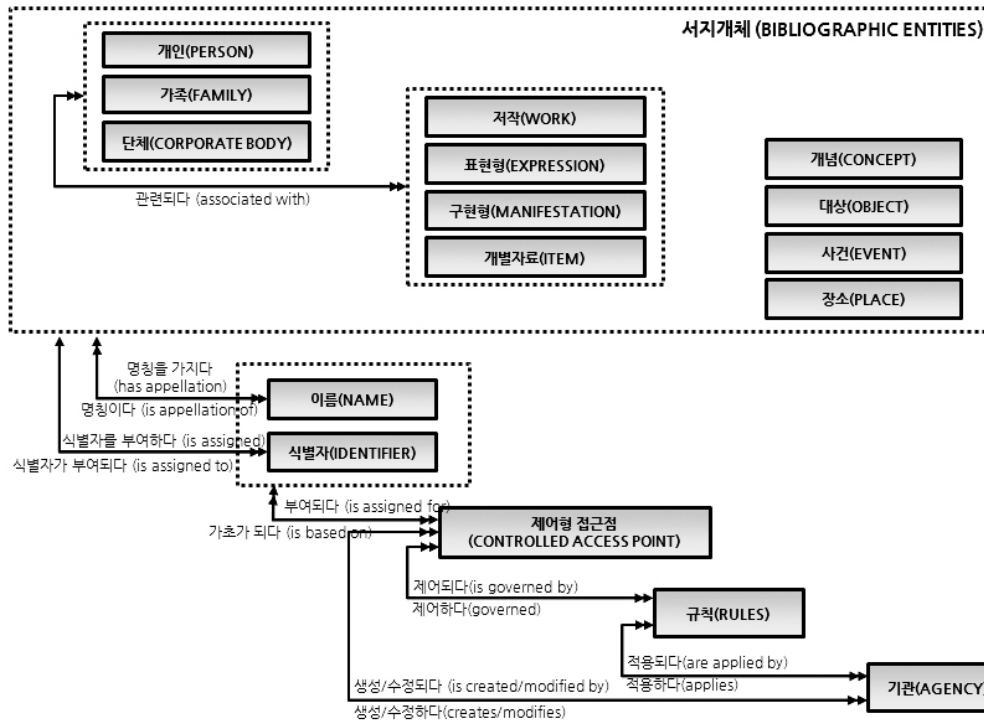 서지개체 (BIBLIOGRAPHIC ENTITIES)
개인(PERSON)
가족(FAMILY)
단체(CORPORATE BODY)
관련되다 (associated with)
저작(WORK)
표현형(EXPRESSION)
구현형(MANIFESTATION)
개별자료(ITEM)
개념(CONCEPT)
대상(OBJECT)
사건(EVENT)
장소(PLACE)
명칭을 가지다
(has appellation)
명칭이다 (is appellation of)
이름(NAME)
식별자를 부여하다 (is assigned)
식별자가 부여되다 (is assigned to)
식별자(IDENTIFIER)
부여되다 (is assigned for)
가초가 되다 (is based on)
제어형 접근점
(CONTROLLED ACCESS POINT)
제어되다(is governed by)
제어하다(governed)
규칙(RULES)
적용되다(are applied by)
적용하다(applies)
생성/수정되다 (is created/modified by)
생성/수정하다(creates/modifies)
기관(AGENCY)